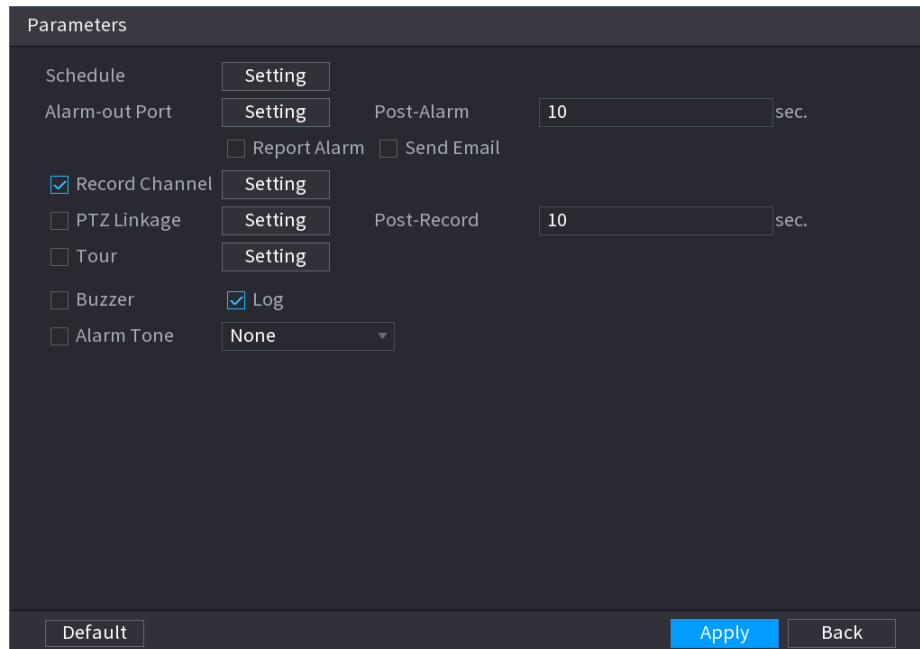 Parameters
Schedule Setting
Alarm-out Port Setting Post-Alarm 10 sec.
Report Alarm Send Email
Record Channel Setting
PTZ Linkage Setting Post-Record 10 sec.
Tour Setting
Buzzer Log
Alarm Tone None
Default Apply Back